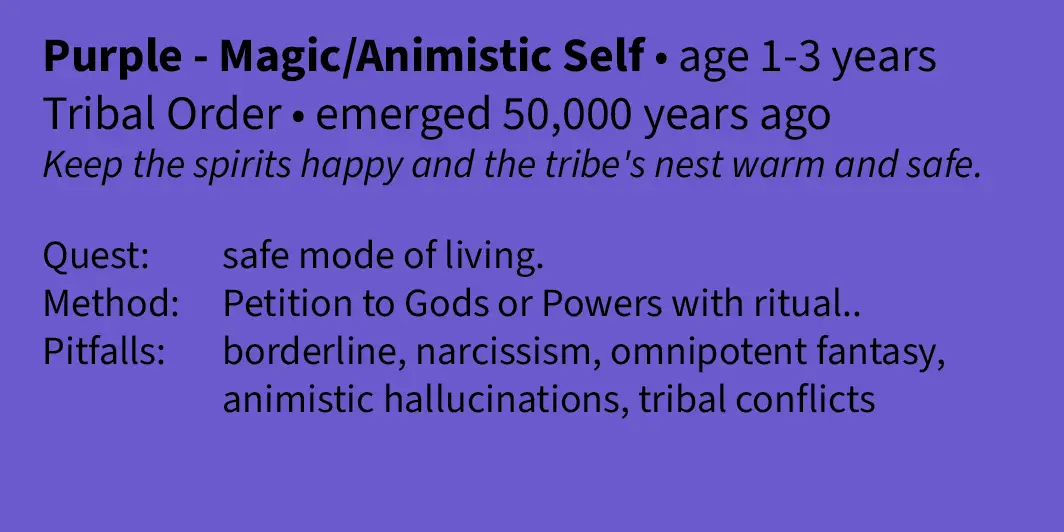 Purple - Magic/Animistic Self • age 1-3 years
Tribal Order • emerged 50,000 years ago
Keep the spirits happy and the tribe's nest warm and safe.
Quest: safe mode of living.
Method: Petition to Gods or Powers with ritual..
Pitfalls: borderline, narcissism, omnipotent fantasy,
animistic hallucinations, tribal conflicts